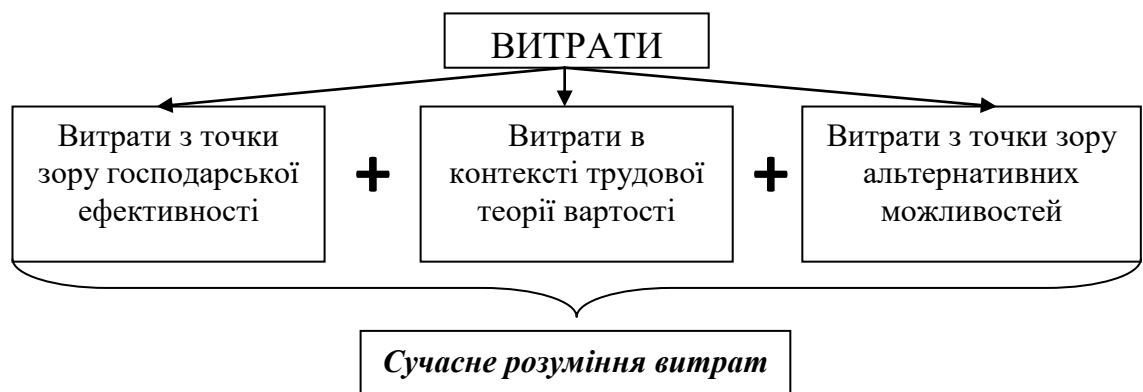 ВИТРАТИ
Витрати з точки
зору господарської
ефективності
+
Витрати в
контексті трудової
теорії вартості
+
Витрати з точки зору
альтернативних
можливостей
Сучасне розуміння витрат